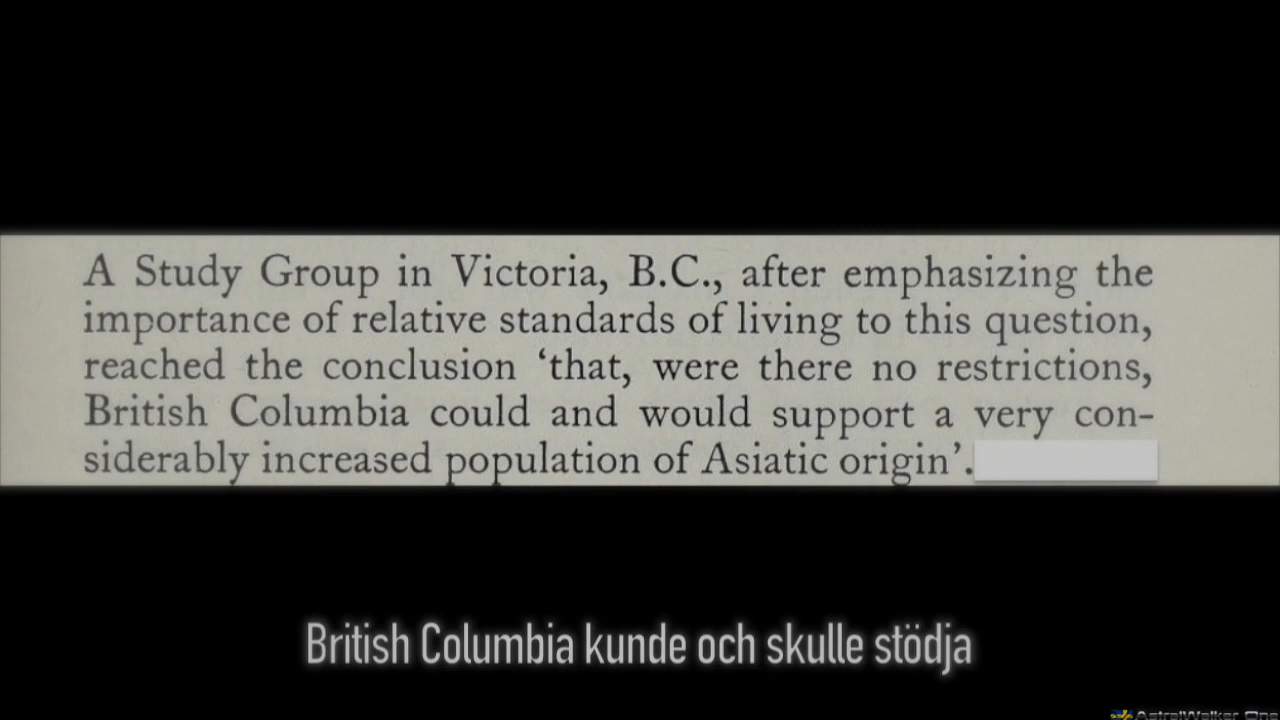 A Study Group in Victoria, B.C., after emphasizing the
importance of relative standards of living to this question,
reached the conclusion ‘that, were there no restrictions,
British Columbia could and would support a very con-
siderably increased population of Asiatic origin’.
British Columbia kunde och skulle stödja